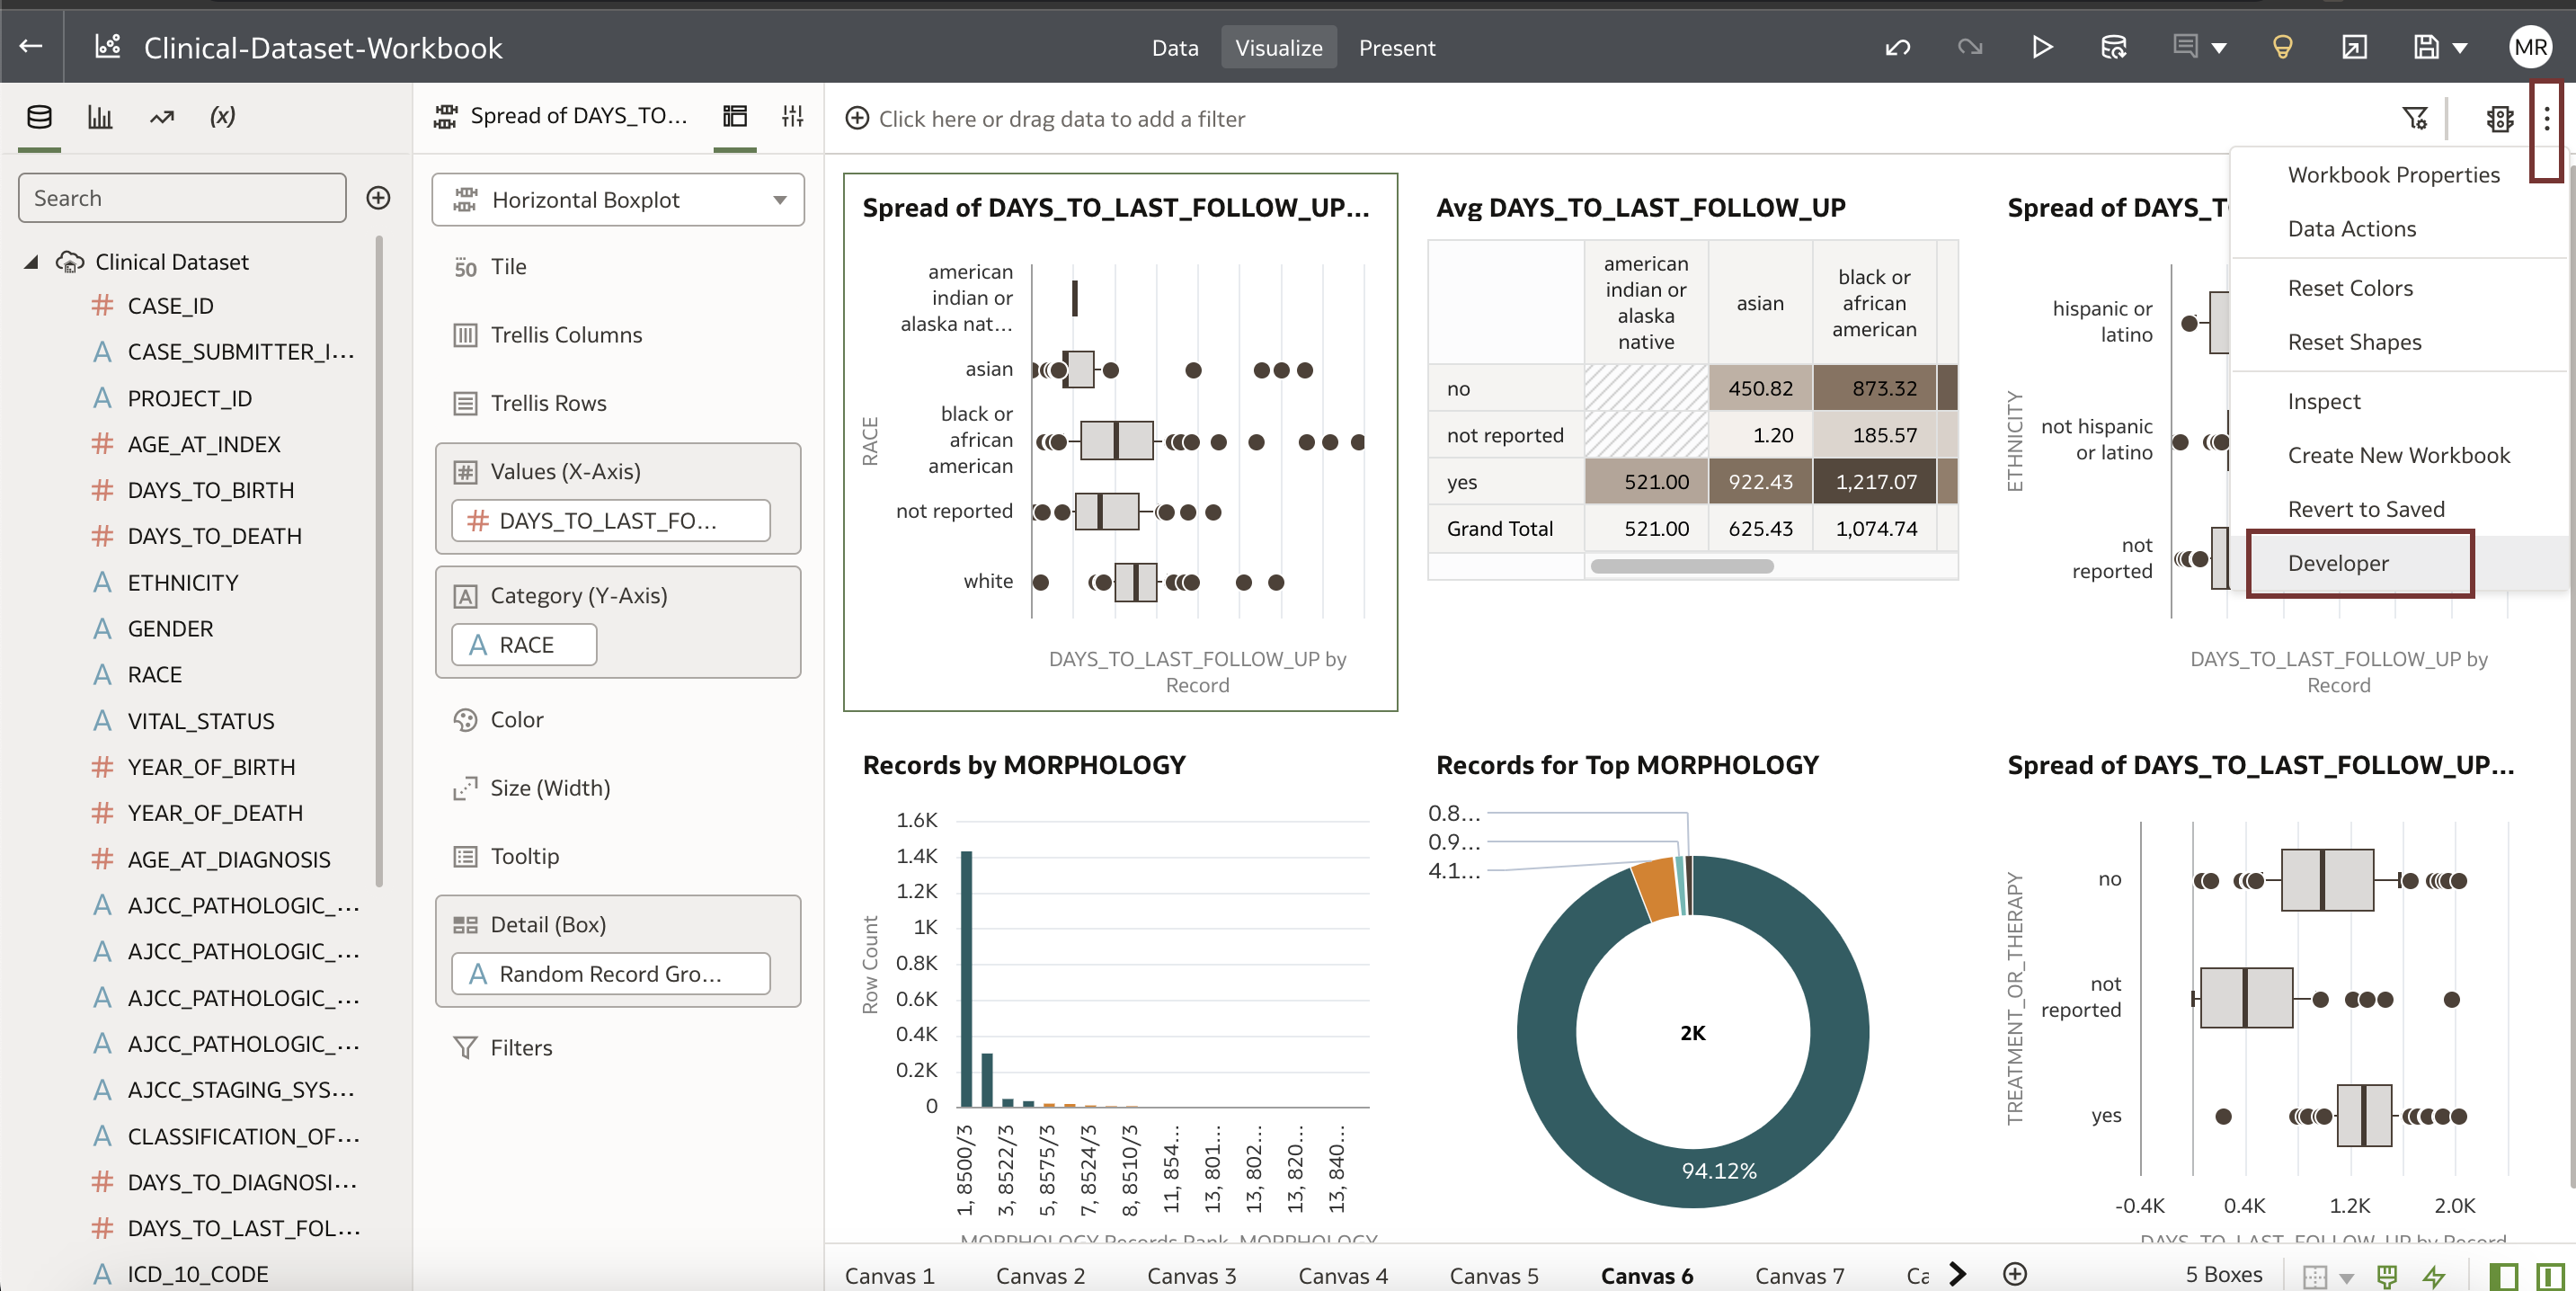 Clinical-Dataset-Workbook
Data
Visualize
Present
MR
(x)
Spread of DAYS_TO...
Click here or drag data to add a filter
Search
Clinical Dataset
CASE_ID
CASE_SUBMITTER_I...
PROJECT_ID
AGE_AT_INDEX
DAYS_TO_BIRTH
DAYS_TO_DEATH
ETHNICITY
GENDER
RACE
VITAL_STATUS
YEAR_OF_BIRTH
YEAR_OF_DEATH
AGE_AT_DIAGNOSIS
AJCC_PATHOLOGIC_...
AJCC_PATHOLOGIC_...
AJCC_PATHOLOGIC_...
AJCC_PATHOLOGIC_...
AJCC_STAGING_SYS...
CLASSIFICATION_OF...
DAYS_TO_DIAGNOSI...
DAYS_TO_LAST_FOL...
ICD_10_CODE
Horizontal Boxplot
50 Tile
Trellis Columns
Trellis Rows
# Values (X-Axis)
# DAYS_TO_LAST_FO...
A Category (Y-Axis)
A RACE
Color
Size (Width)
Tooltip
Detail (Box)
A Random Record Gro...
Filters
Spread of DAYS_TO_LAST_FOLLOW_UP...
RACE
american
indian or
alaska nat...
asian
black or
african
american
not reported
white
DAYS_TO_LAST_FOLLOW_UP by
Record
Avg DAYS_TO_LAST_FOLLOW_UP
american
indian or
alaska
native
asian
black or
african
american
no 450.82 873.32
not reported 1.20 185.57
yes 521.00 922.43 1,217.07
Grand Total 521.00 625.43 1,074.74
Spread of DAYS_T
ETHNICITY
hispanic or
latino
not hispanic
or latino
not
reported
DAYS_TO_LAST_FOLLOW_UP by
Record
Workbook Properties
Data Actions
Reset Colors
Reset Shapes
Inspect
Create New Workbook
Revert to Saved
Developer
Records by MORPHOLOGY
Row Count
1.6K
1.4K
1.2K
1K
0.8K
0.6K
0.4K
0.2K
0
1, 8500/3
3, 8522/3
5, 8575/3
7, 8524/3
8, 8510/3
11, 854...
13, 801...
13, 802...
13, 820...
13, 840...
MORPHOLOGY Records Rank, MORPHOLOGY
Records for Top MORPHOLOGY
0.8...
0.9...
4.1...
2K
94.12%
Spread of DAYS_TO_LAST_FOLLOW_UP...
TREATMENT_OR_THERAPY
no
not
reported
yes
-0.4K
0.4K
1.2K
2.0K
DAYS_TO_LAST_FOLLOW_UP by Record
Canvas 1
Canvas 2
Canvas 3
Canvas 4
Canvas 5
Canvas 6
Canvas 7
Ca
5 Boxes